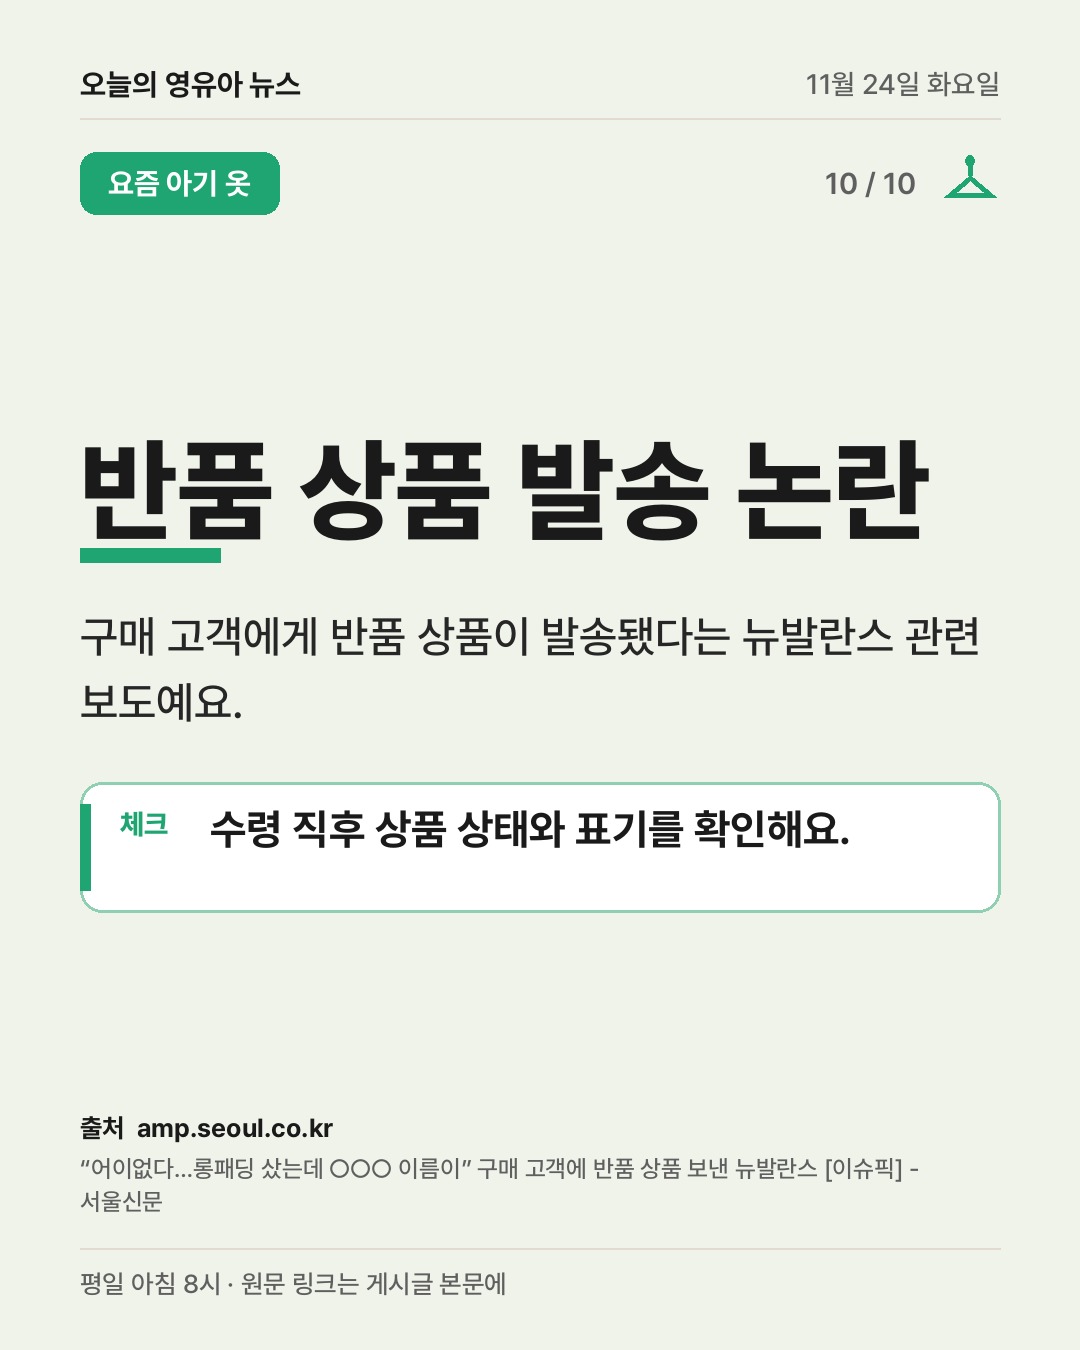 오늘의 영유아 뉴스
11월 24일 화요일
요즘 아기 옷
10 / 10
반품 상품 발송 논란
구매 고객에게 반품 상품이 발송됐다는 뉴발란스 관련
보도예요.
체크 수령 직후 상품 상태와 표기를 확인해요.
출처 amp.seoul.co.kr
“어이없다…롱패딩 샀는데 ○○○ 이름이” 구매 고객에 반품 상품 보낸 뉴발란스 [이슈픽] -
서울신문
평일 아침 8시 · 원문 링크는 게시글 본문에